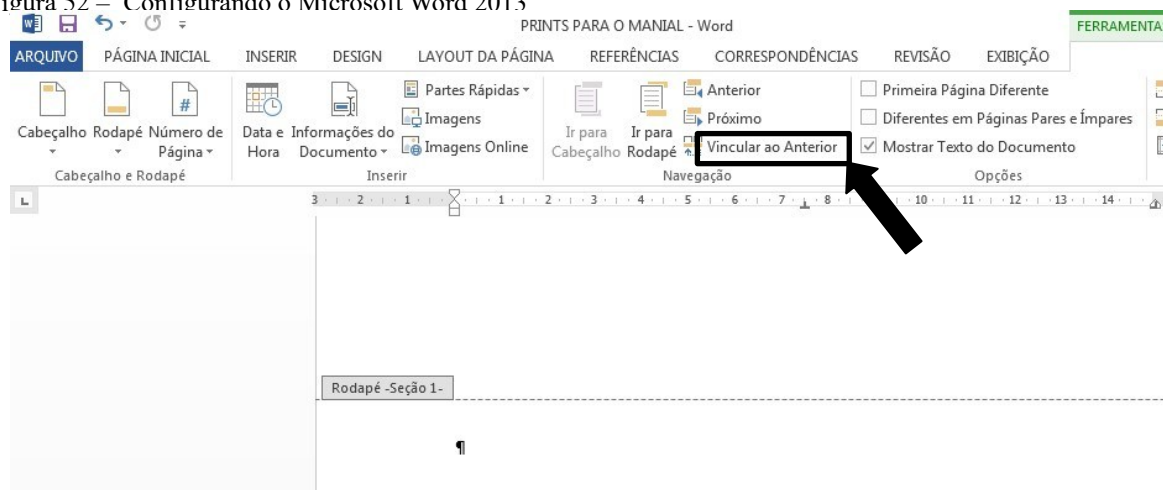 igura 52 – Configurando o Microsoft Word 2013
PRINTS PARA O MANIAL - Word
FERRAMENTA
ARQUIVO PÁGINA INICIAL INSERIR DESIGN LAYOUT DA PÁGINA REFERÊNCIAS CORRESPONDÊNCIAS REVISÃO EXIBIÇÃO
Cabeçalho
Rodapé
# Número de Página
Cabeçalho e Rodapé
Data e Hora
Informações do Documento
Partes Rápidas
Imagens
Imagens Online
Inserir
Ir para Cabeçalho
Ir para Rodapé
Anterior
Próximo
Vincular ao Anterior
Navegação
Primeira Página Diferente
Diferentes em Páginas Pares e Ímpares
Mostrar Texto do Documento
Opções
L
3 2 1 1 2 3 4 5 6 7 8 10 11 12 13 14
Rodapé -Seção 1-
¶